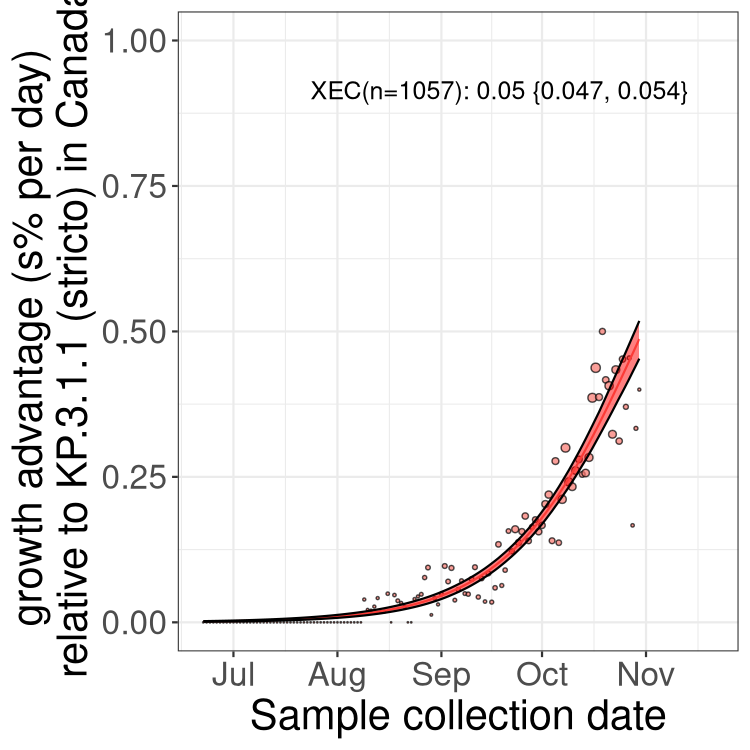 growth advantage (s% per day)
relative to KP.3.1.1 (stricto) in Canada
1.00
0.75
0.50
0.25
0.00
XEC(n=1057): 0.05 {0.047, 0.054}
Jul Aug Sep Oct Nov
Sample collection date